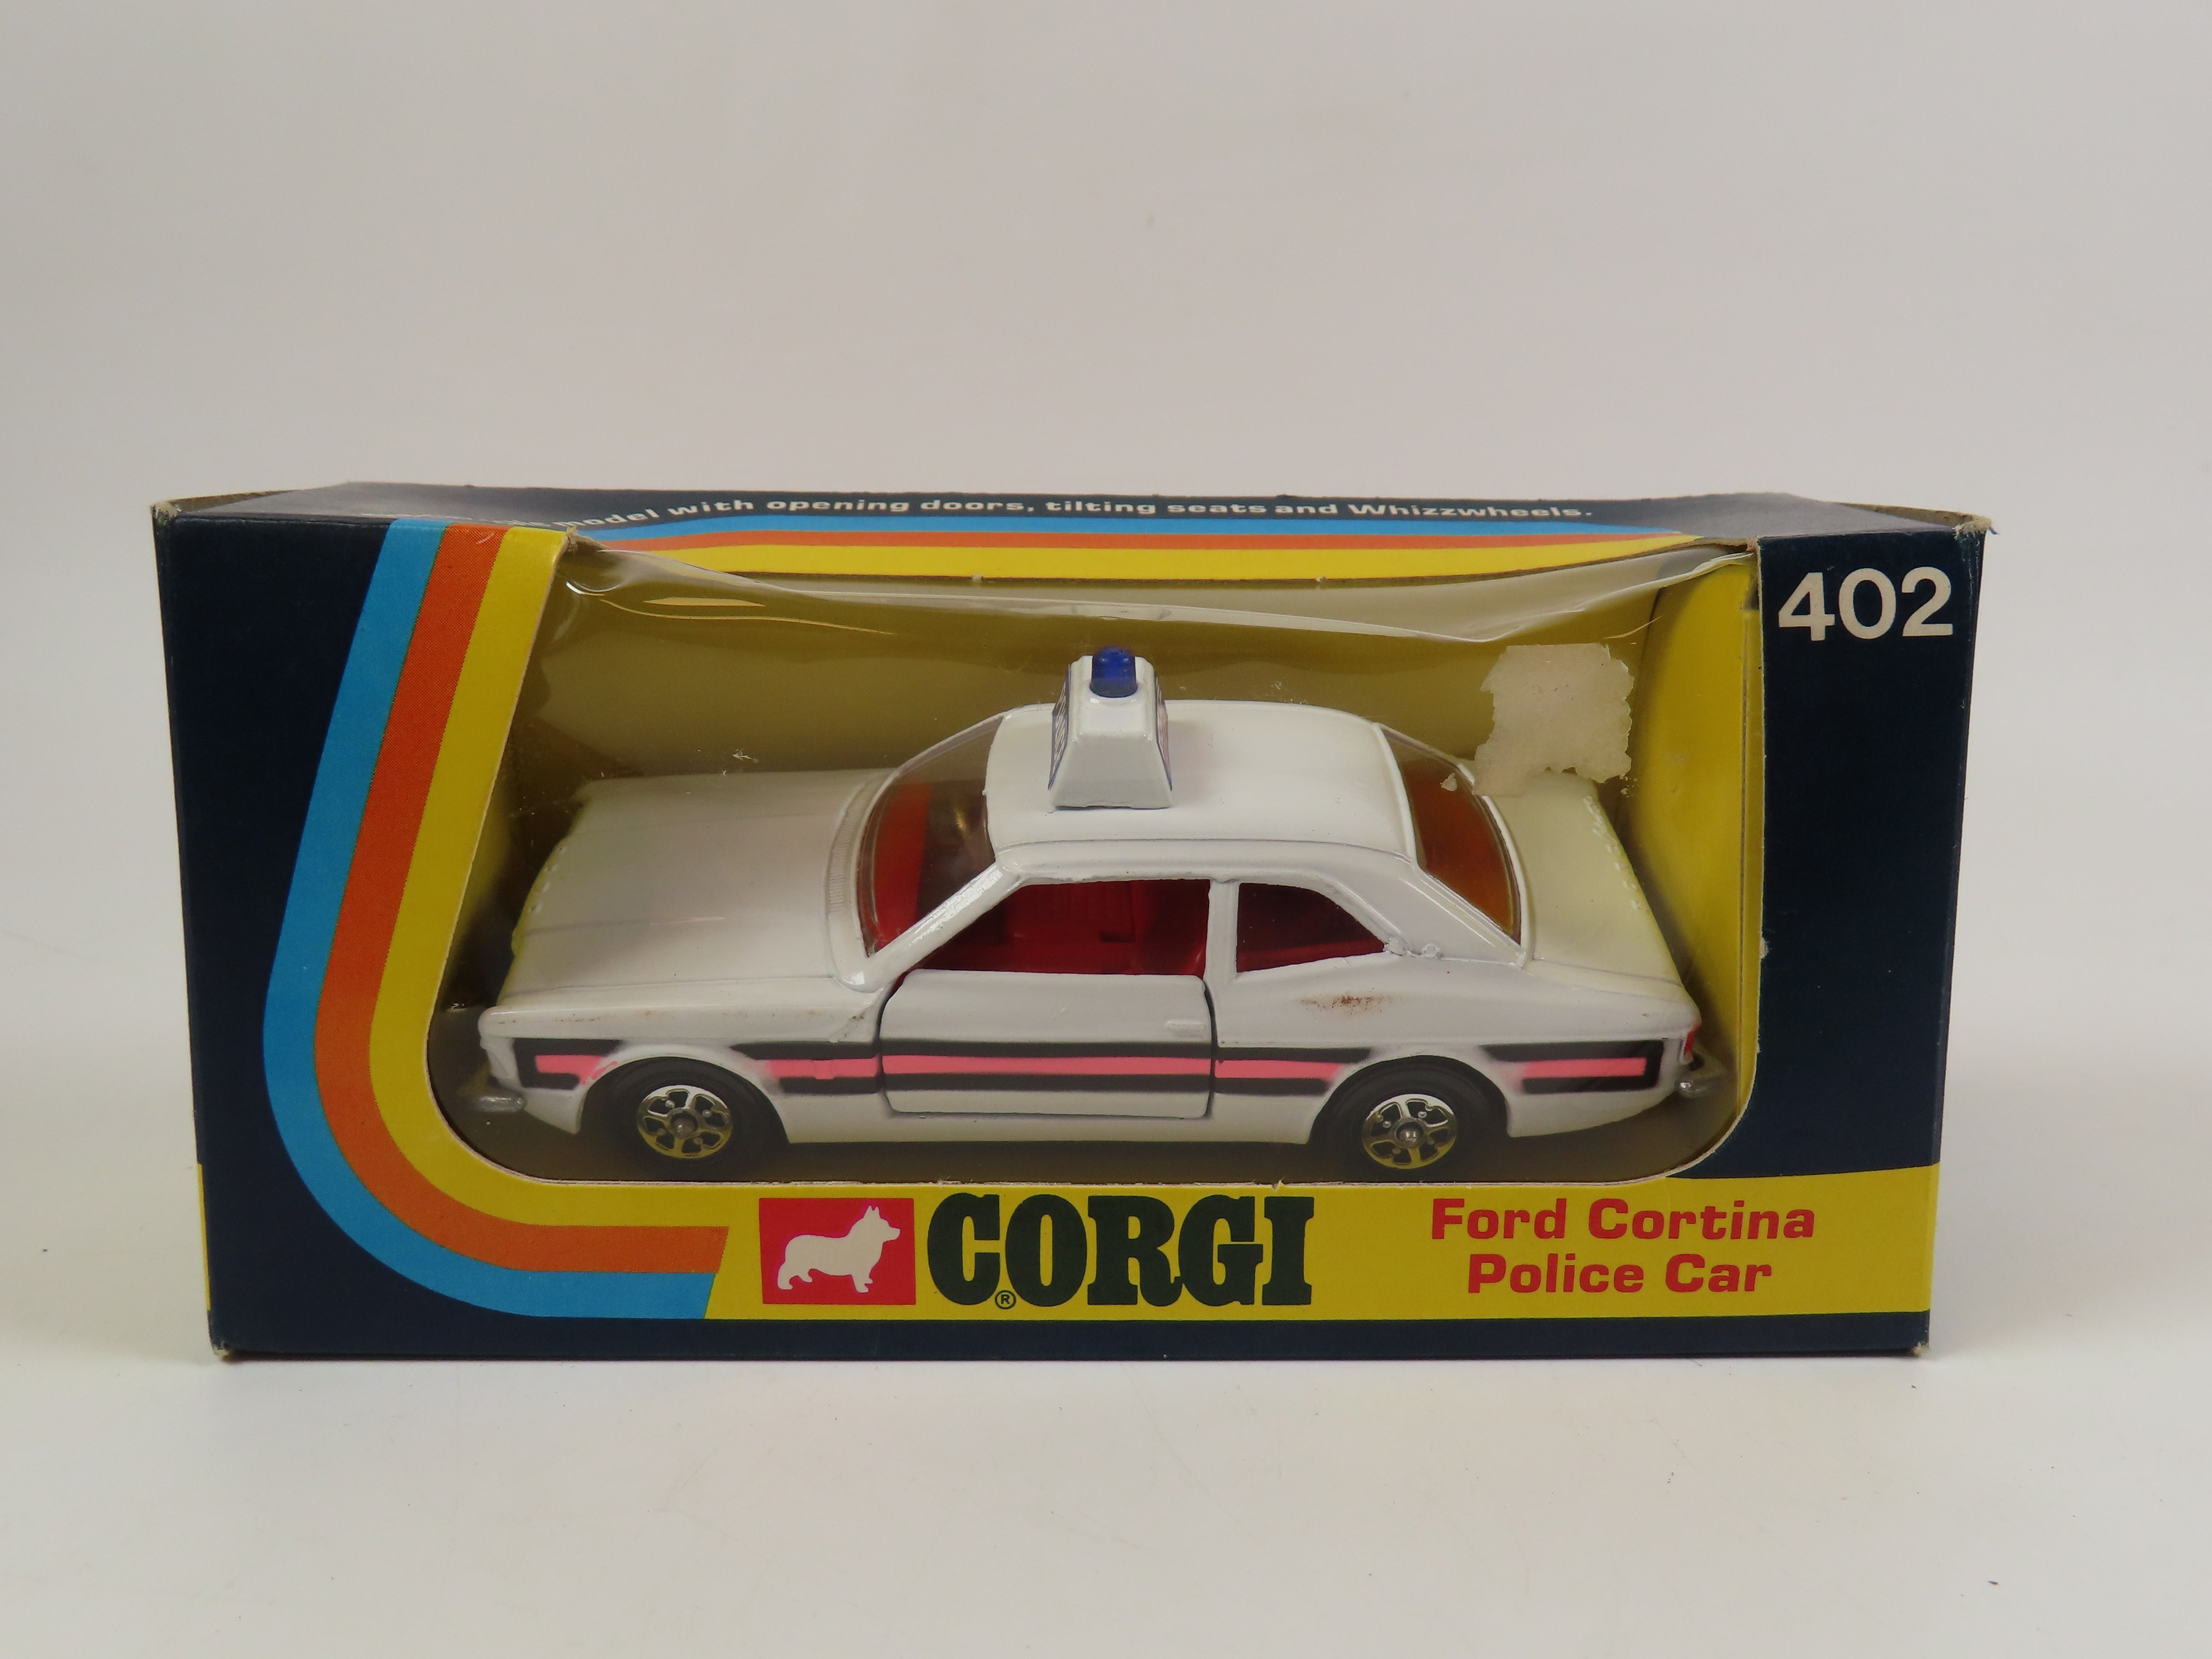 model with opening doors, tilting seats and Whizzwheels.
402
CORGI
®
Ford Cortina
Police Car